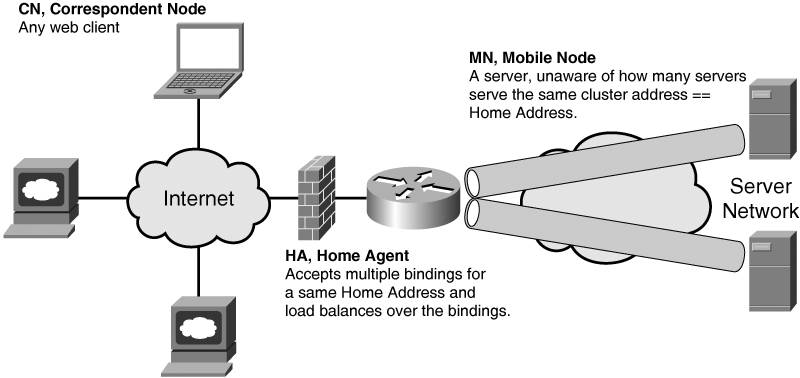 CN, Correspondent Node
Any web client
MN, Mobile Node
A server, unaware of how many servers
serve the same cluster address ==
Home Address.
Internet
Server
Network
HA, Home Agent
Accepts multiple bindings for
a same Home Address and
load balances over the bindings.